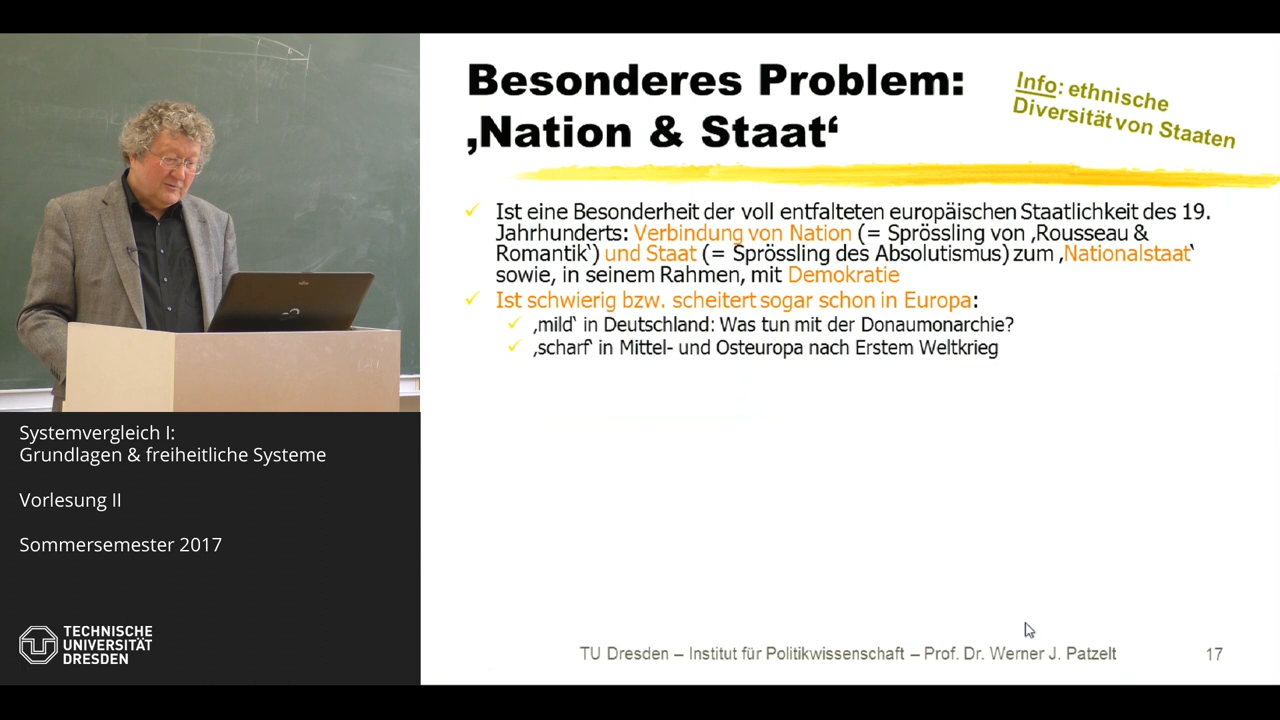 Besonderes Problem:
‚Nation & Staat‘
Info: ethnische
Diversität von Staaten
Ist eine Besonderheit der voll entfalteten europäischen Staatlichkeit des 19.
Jahrhunderts: Verbindung von Nation (= Sprössling von ‚Rousseau &
Romantik‘) und Staat (= Sprössling des Absolutismus) zum ‚Nationalstaat‘
sowie, in seinem Rahmen, mit Demokratie
Ist schwierig bzw. scheitert sogar schon in Europa:
‚mild‘ in Deutschland: Was tun mit der Donaumonarchie?
‚scharf‘ in Mittel- und Osteuropa nach Erstem Weltkrieg
Systemvergleich I:
Grundlagen & freiheitliche Systeme
Vorlesung II
Sommersemester 2017
TECHNISCHE
UNIVERSITÄT
DRESDEN
TU Dresden – Institut für Politikwissenschaft – Prof. Dr. Werner J. Patzelt
17